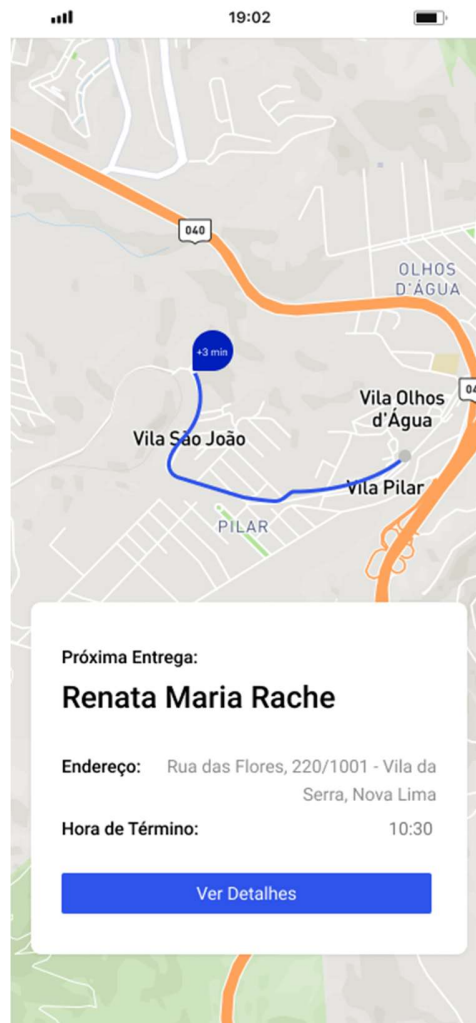 19:02
040
OLHOS
D'ÁGUA
+3 min
Vila Olhos
d'Água
Vila São João
Vila Pilar
PILAR
Próxima Entrega:
Renata Maria Rache
Endereço: Rua das Flores, 220/1001 - Vila da
Serra, Nova Lima
Hora de Término: 10:30
Ver Detalhes